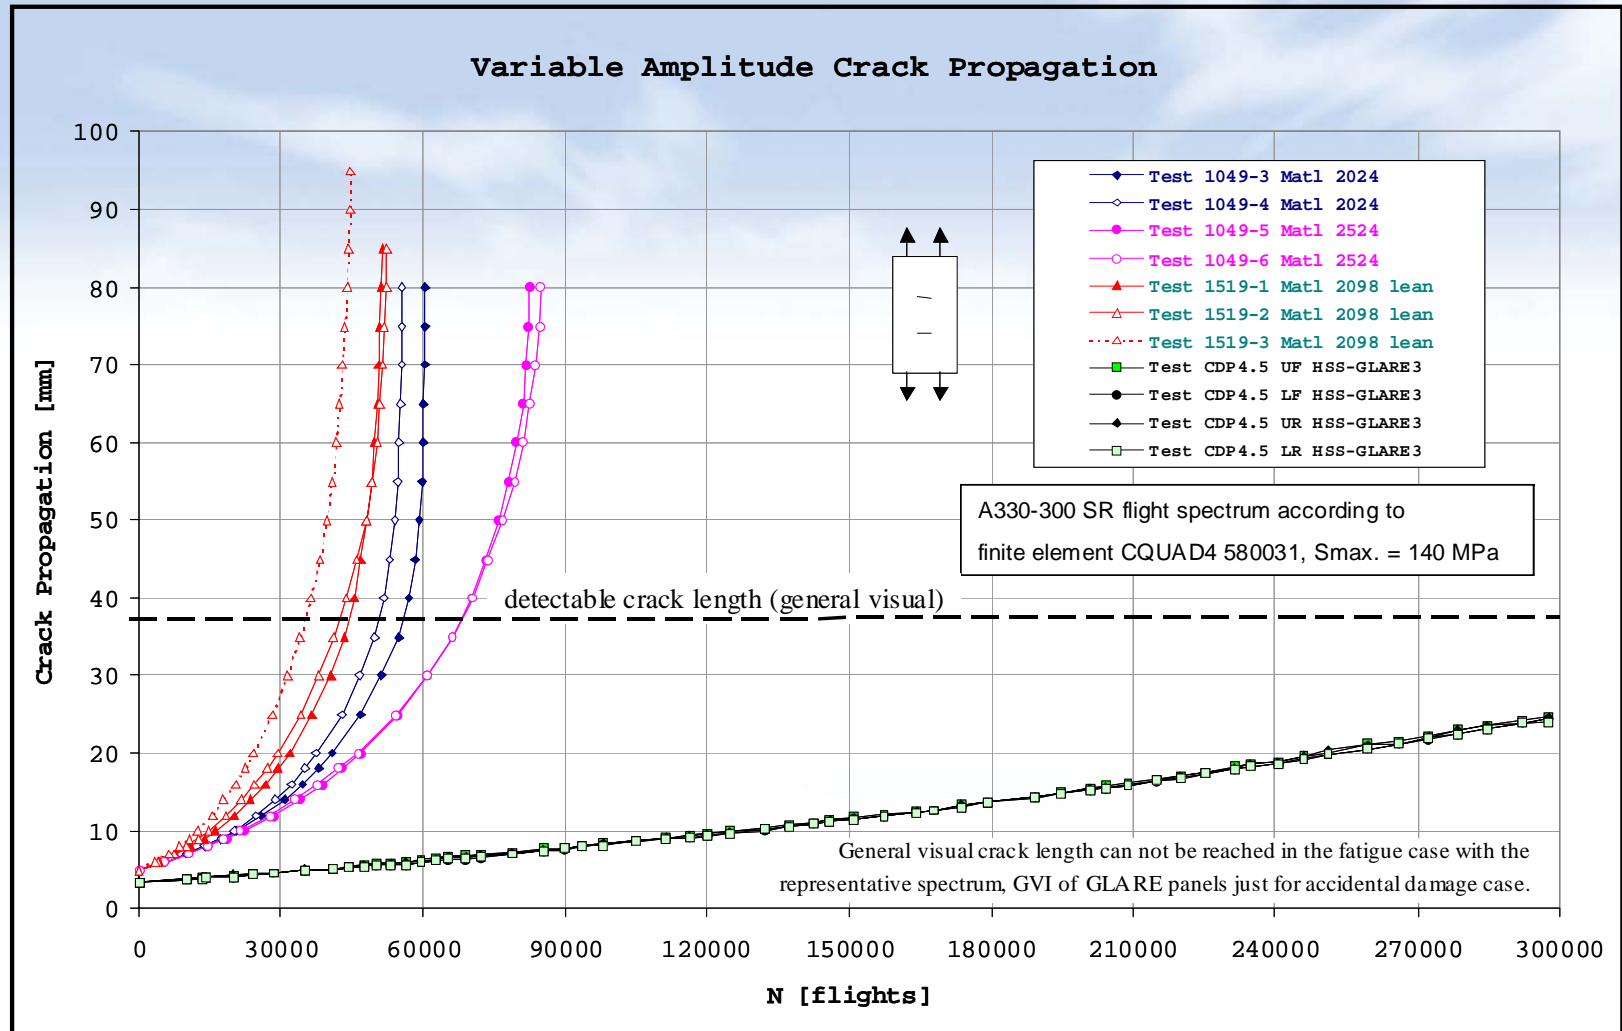 Variable Amplitude Crack Propagation
100
90
80
70
60
50
40
30
20
10
0
Crack Propagation [mm]
Test 1049-3 Matl 2024
Test 1049-4 Matl 2024
Test 1049-5 Matl 2524
Test 1049-6 Matl 2524
Test 1519-1 Matl 2098 lean
Test 1519-2 Matl 2098 lean
Test 1519-3 Matl 2098 lean
Test CDP4.5 UF HSS-GLARE3
Test CDP4.5 LF HSS-GLARE3
Test CDP4.5 UR HSS-GLARE3
Test CDP4.5 LR HSS-GLARE3
A330-300 SR flight spectrum according to
finite element CQUAD4 580031, Smax. = 140 MPa
detectable crack length (general visual)
General visual crack length can not be reached in the fatigue case with the
representative spectrum, GVI of GLARE panels just for accidental damage case.
0 30000 60000 90000 120000 150000 180000 210000 240000 270000 300000
N [flights]